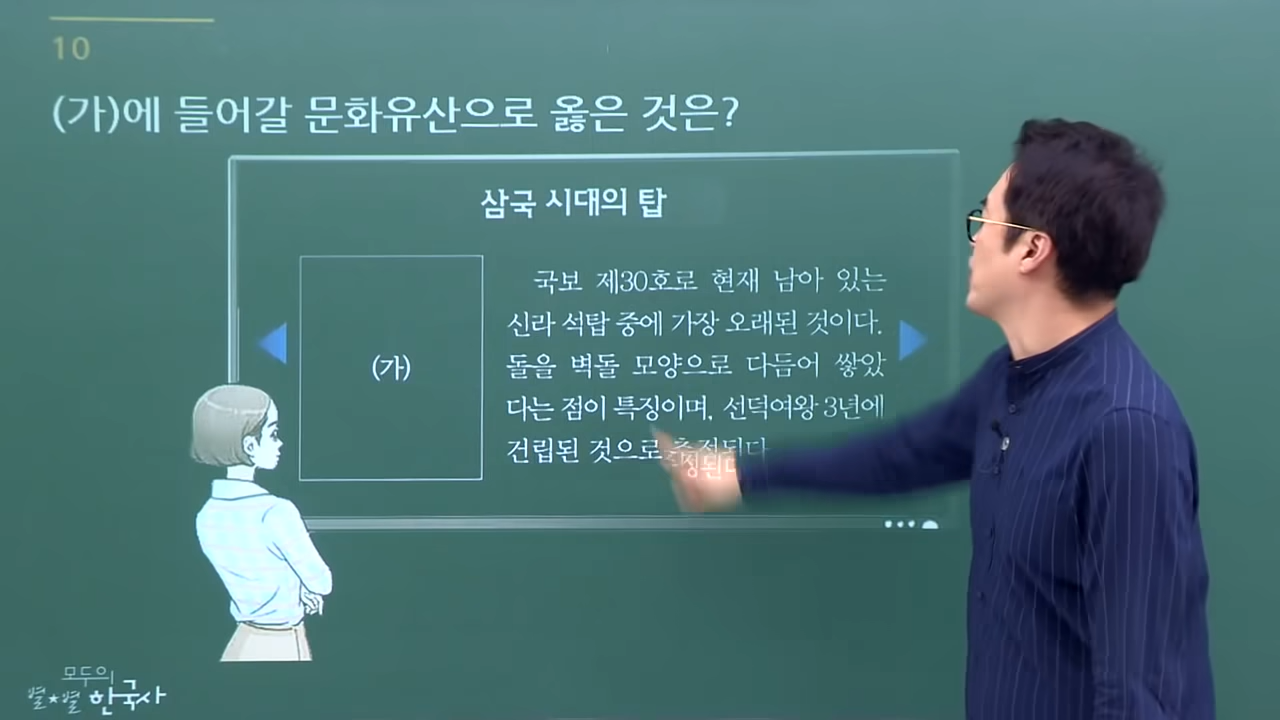 10
(가)에 들어갈 문화유산으로 옳은 것은?
삼국 시대의 탑
(가)
국보 제30호로 현재 남아 있는
신라 석탑 중에 가장 오래된 것이다.
돌을 벽돌 모양으로 다듬어 쌓았
다는 점이 특징이며, 선덕여왕 3년에
건립된 것으로 추정된다
모두의
별★별 한국사